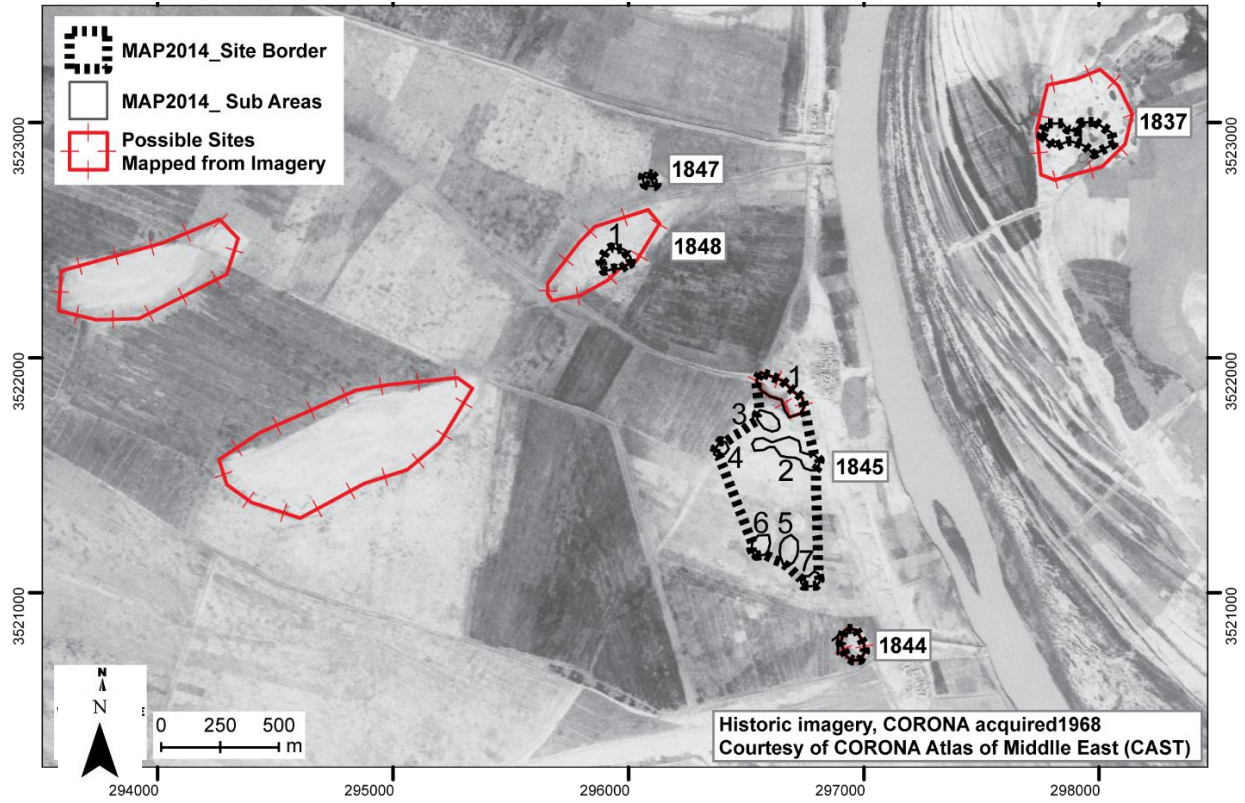 MAP2014_Site Border
MAP2014_ Sub Areas
Possible Sites
Mapped from Imagery
3523000
3522000
3521000
3523000
3522000
3521000
1837
1
1847
1
1848
1
3
4
2
1845
6
5
7
1844
N
N
0 250 500
m
Historic imagery, CORONA acquired1968
Courtesy of CORONA Atlas of Middlle East (CAST)
294000
295000
296000
297000
298000